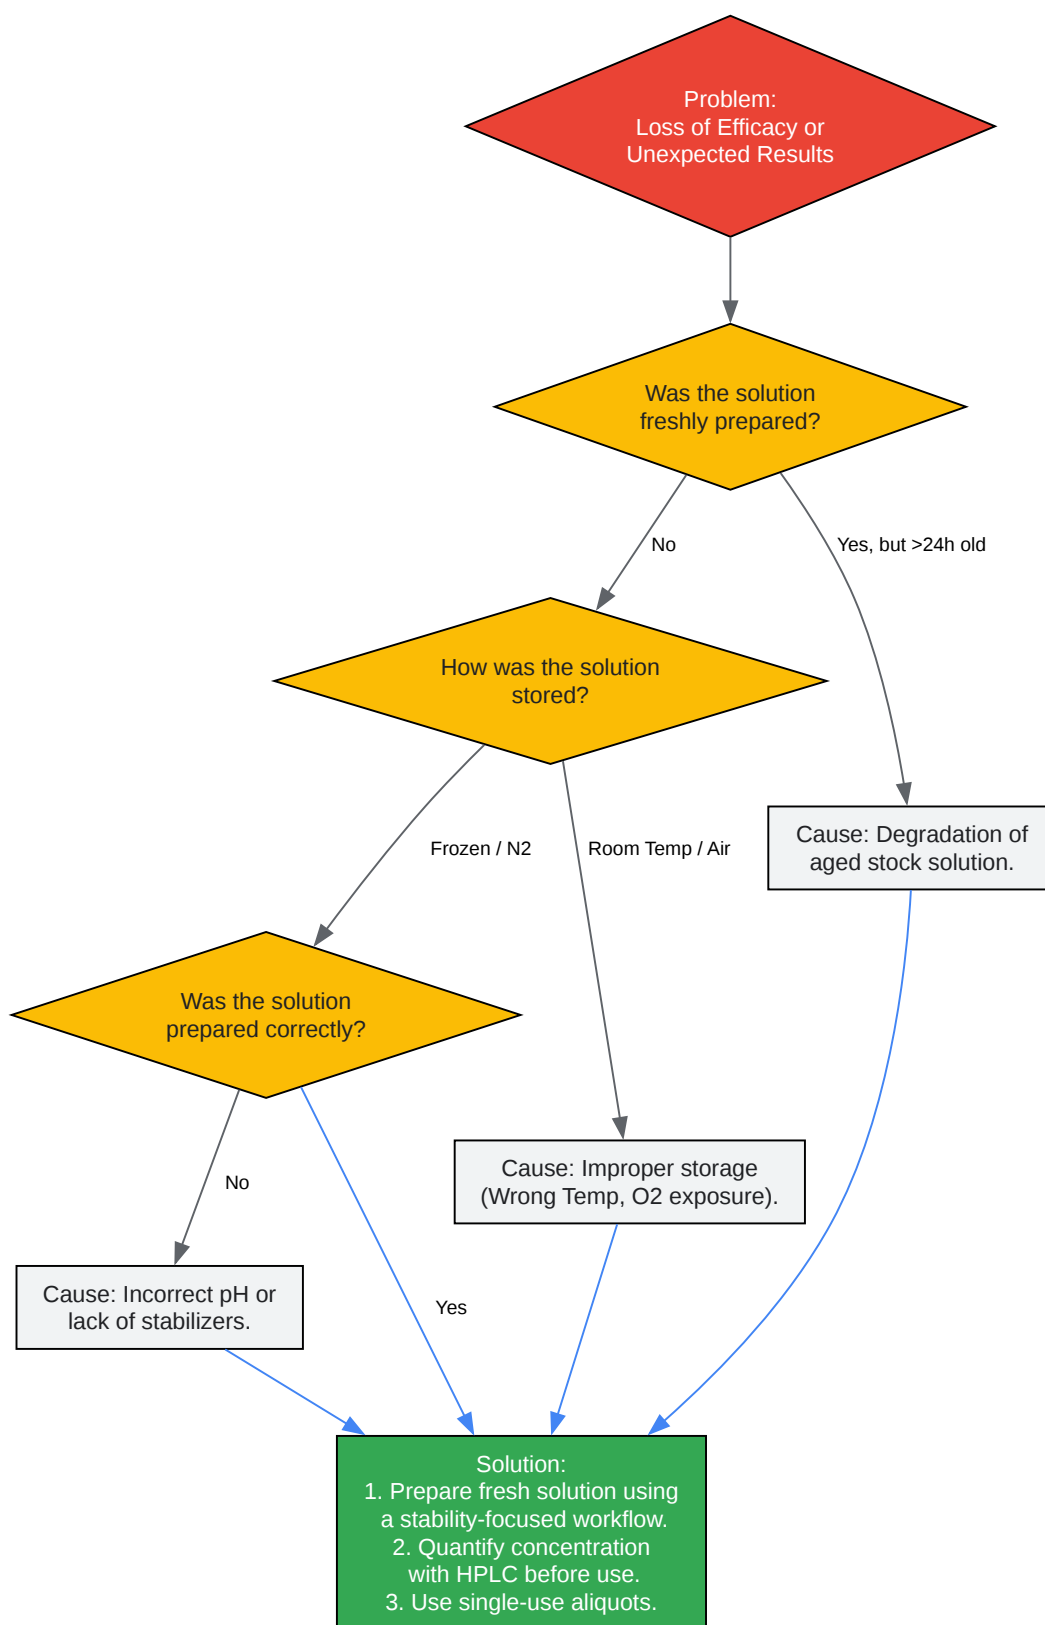 Problem:
Loss of Efficacy or
Unexpected Results
Was the solution
freshly prepared?
No
Yes, but >24h old
How was the solution
stored?
Frozen / N2
Room Temp / Air
Cause: Degradation of
aged stock solution.
Was the solution
prepared correctly?
No
Yes
Cause: Improper storage
(Wrong Temp, O2 exposure).
Cause: Incorrect pH or
lack of stabilizers.
Solution:
1. Prepare fresh solution using
a stability-focused workflow.
2. Quantify concentration
with HPLC before use.
3. Use single-use aliquots.